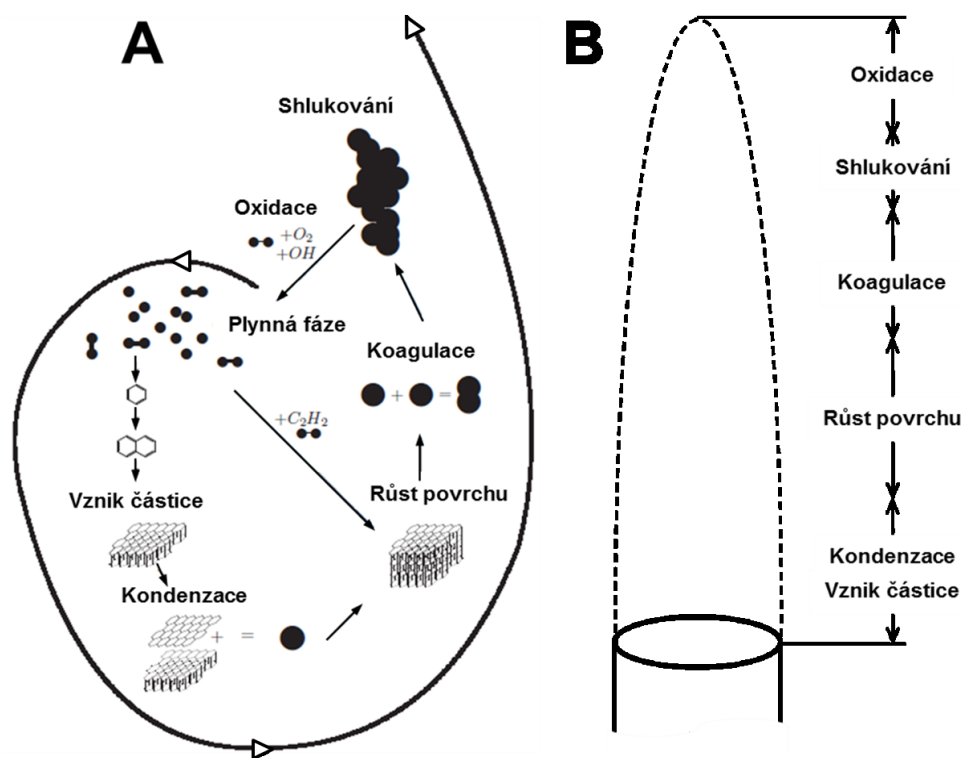 A
Shlukování
Oxidace
+O₂
+OH
Plynná fáze
Koagulace
+ =
+C₂H₂
Vznik částice
Růst povrchu
Kondenzace
+ =
B
Oxidace
Shlukování
Koagulace
Růst povrchu
Kondenzace
Vznik částice